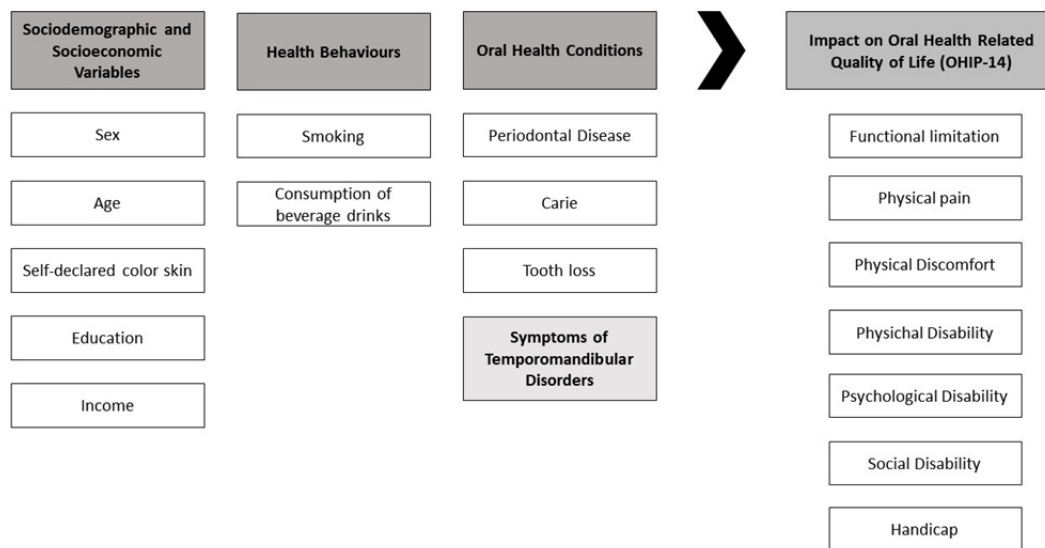 Sociodemographic and
Socioeconomic
Variables
Sex
Age
Self-declared color skin
Education
Income
Health Behaviours
Smoking
Consumption of
beverage drinks
Oral Health Conditions
Periodontal Disease
Carie
Tooth loss
Symptoms of
Temporomandibular
Disorders
Impact on Oral Health Related
Quality of Life (OHIP-14)
Functional limitation
Physical pain
Physical Discomfort
Physichal Disability
Psychological Disability
Social Disability
Handicap